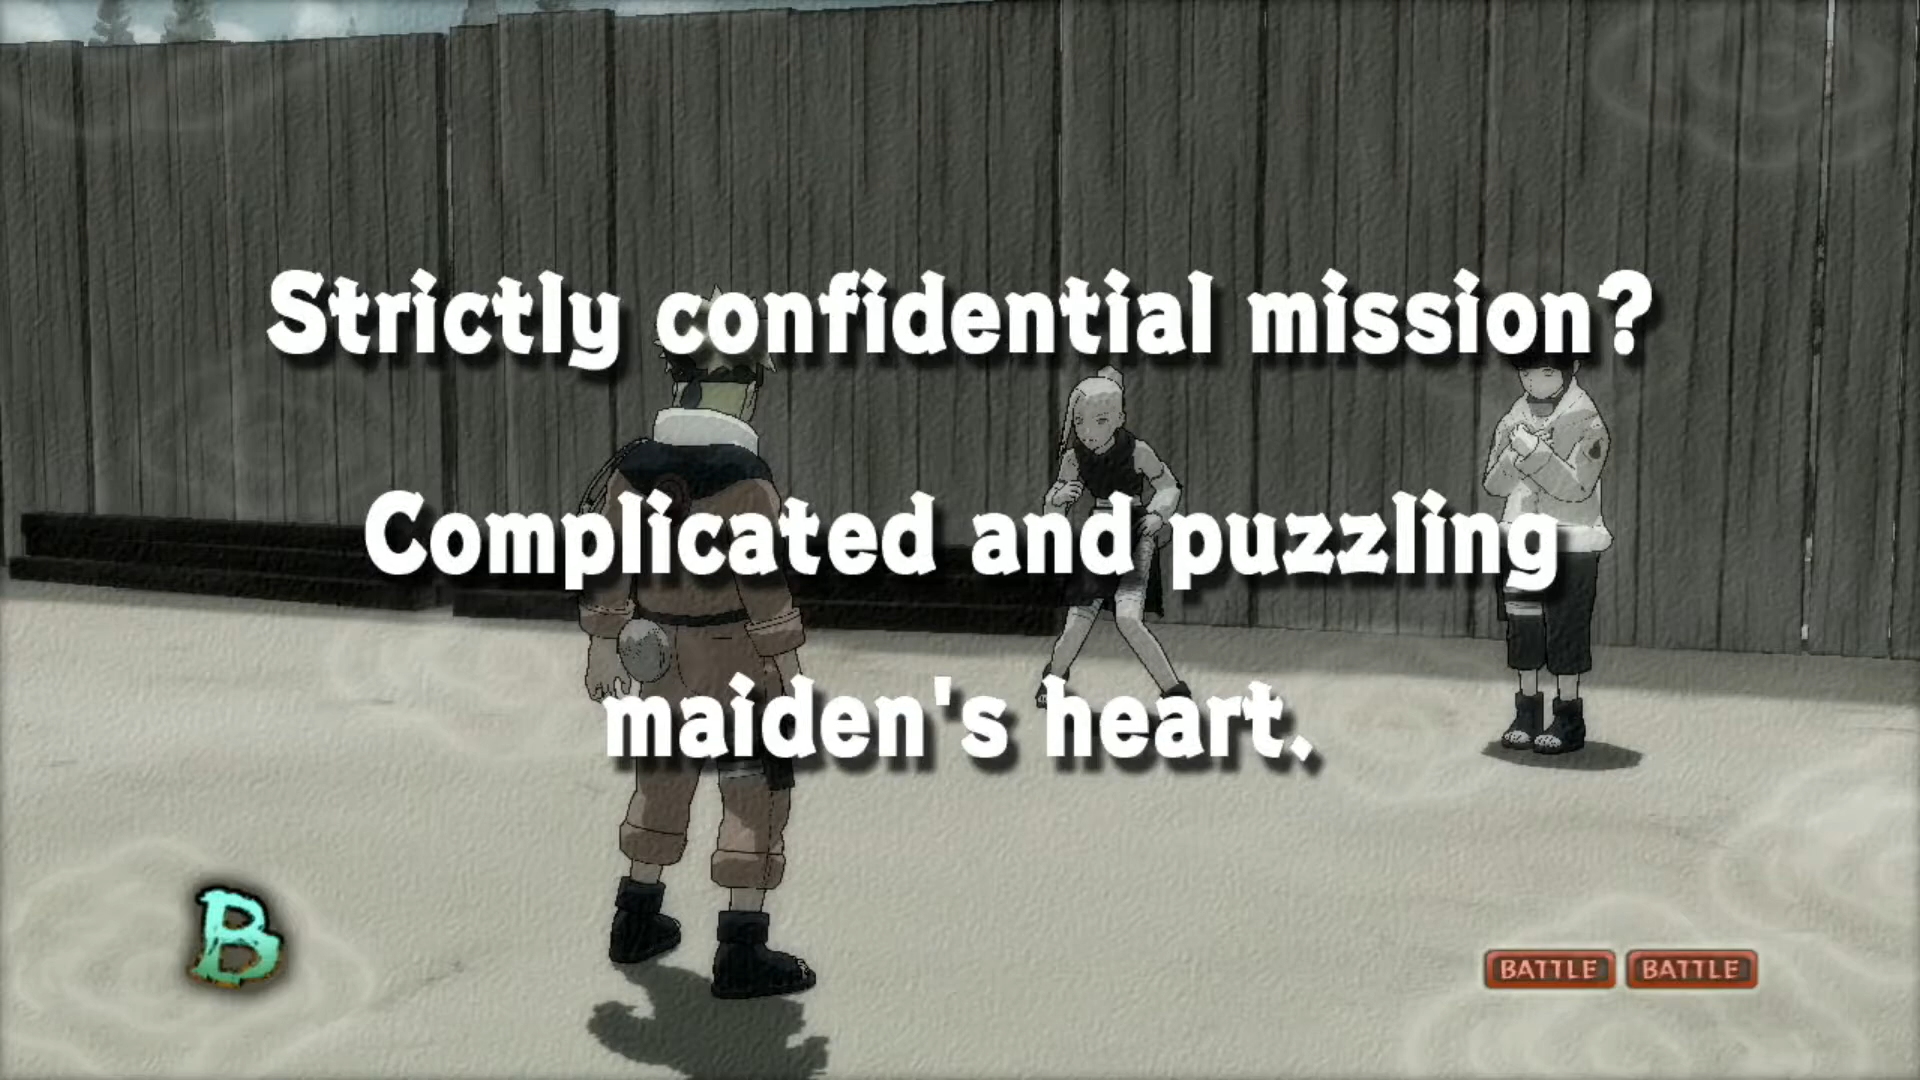 Strictly confidential mission?
Complicated and puzzling
maiden's heart.
B
BATTLE BATTLE